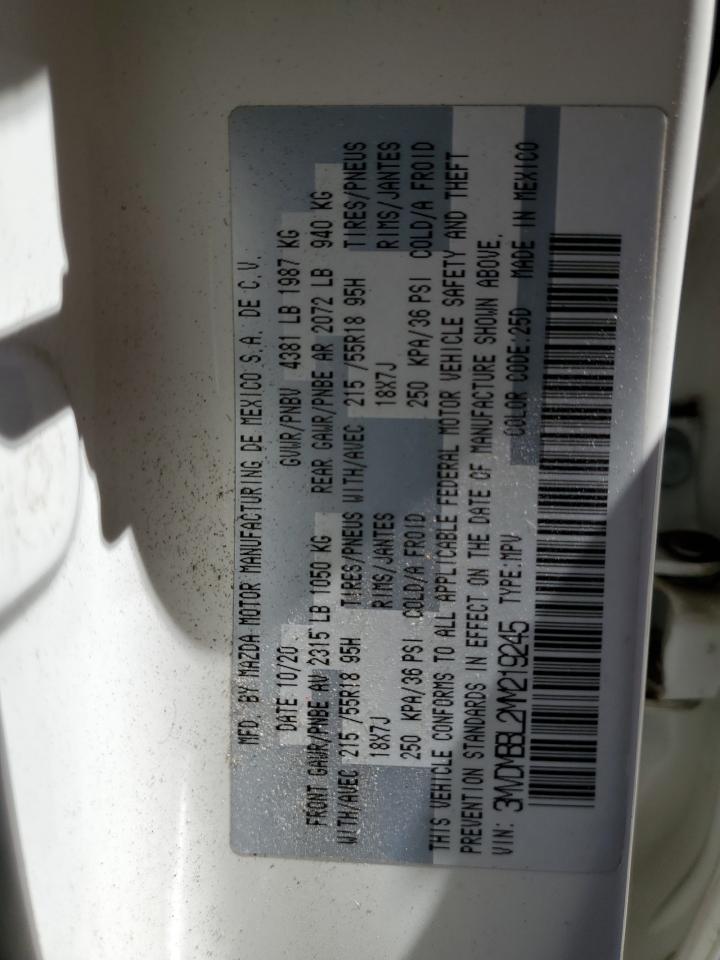 MFD. BY MAZDA MOTOR MANUFACTURING DE MEXICO S.A. DE C.V.
DATE 10/20 GVWR/PNBV 4381 LB 1987 KG
FRONT GAWR/PNBE AV 2315 LB 1050 KG REAR GAWR/PNBE AR 2072 LB 940 KG
WITH/AVEC 215 /55R18 95H TIRES/PNEUS WITH/AVEC 215 /55R18 95H TIRES/PNEUS
18X7J RIMS/JANTES 18X7J RIMS/JANTES
250 KPA/36 PSI COLD/A FROID 250 KPA/36 PSI COLD/A FROID
THIS VEHICLE CONFORMS TO ALL APPLICABLE FEDERAL MOTOR VEHICLE SAFETY AND THEFT
PREVENTION STANDARDS IN EFFECT ON THE DATE OF MANUFACTURE SHOWN ABOVE.
VIN: 3MVDMBBL2MM219245 TYPE:MPV COLOR CODE:25D MADE IN MEXICO